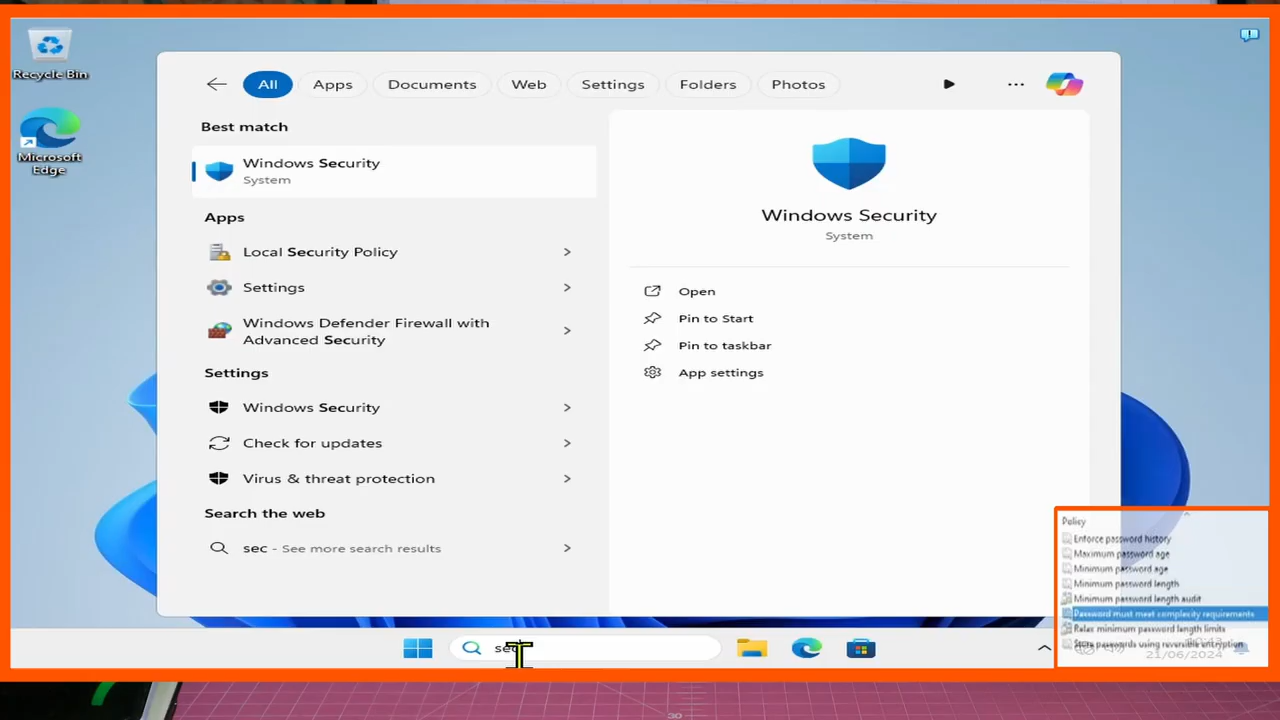 Recycle Bin
Microsoft
Edge
All
Apps
Documents
Web
Settings
Folders
Photos
Best match
Windows Security
System
Apps
Local Security Policy
Settings
Windows Defender Firewall with
Advanced Security
Settings
Windows Security
Check for updates
Virus & threat protection
Search the web
sec - See more search results
Windows Security
System
Open
Pin to Start
Pin to taskbar
App settings
Policy
Enforce password history
Maximum password age
Minimum password age
Minimum password length
Minimum password length audit
Password must meet complexity requirements
Relax minimum password length limits
Store passwords using reversible encryption
21/06/2024
sec
30